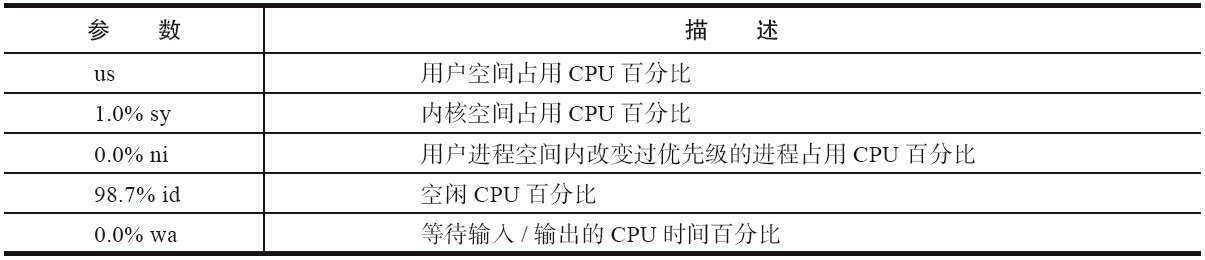 参 数 描 述
us 用户空间占用 CPU 百分比
1.0% sy 内核空间占用 CPU 百分比
0.0% ni 用户进程空间内改变过优先级的进程占用 CPU 百分比
98.7% id 空闲 CPU 百分比
0.0% wa 等待输入 / 输出的 CPU 时间百分比